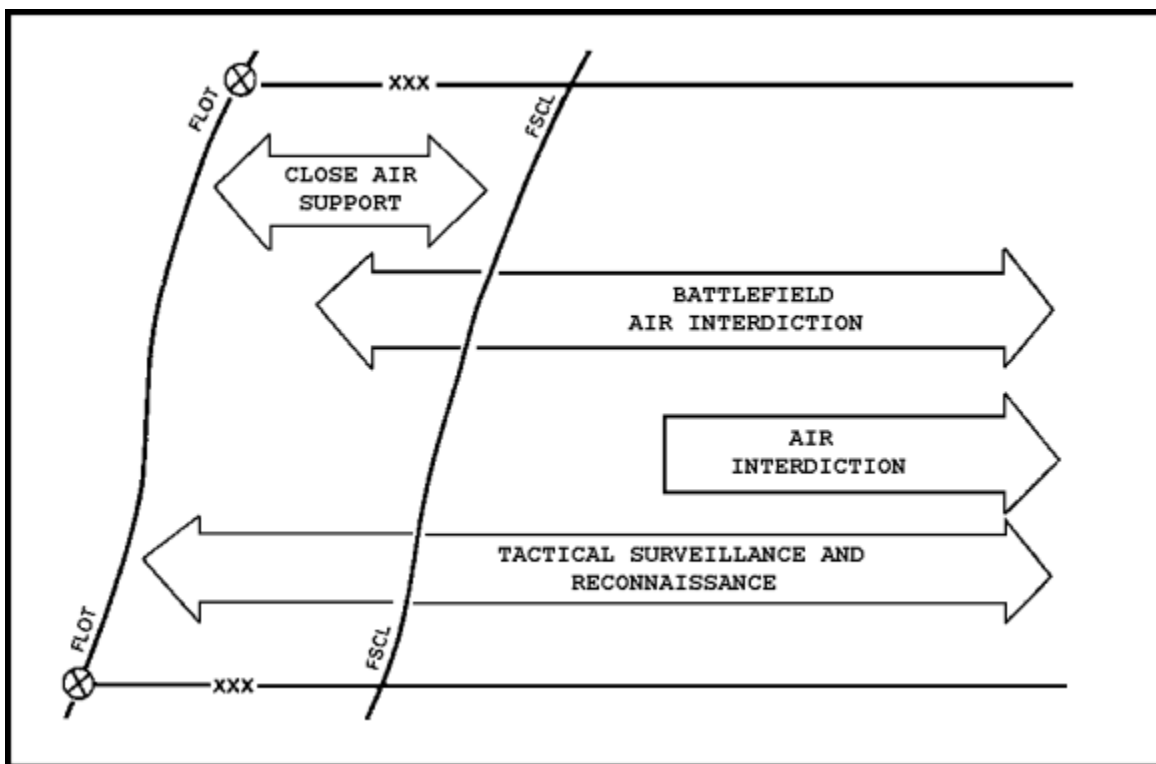 XXX
FLOT
FSCL
CLOSE AIR
SUPPORT
BATTLEFIELD
AIR INTERDICTION
AIR
INTERDICTION
TACTICAL SURVEILLANCE AND
RECONNAISSANCE
FLOT
FSCL
XXX